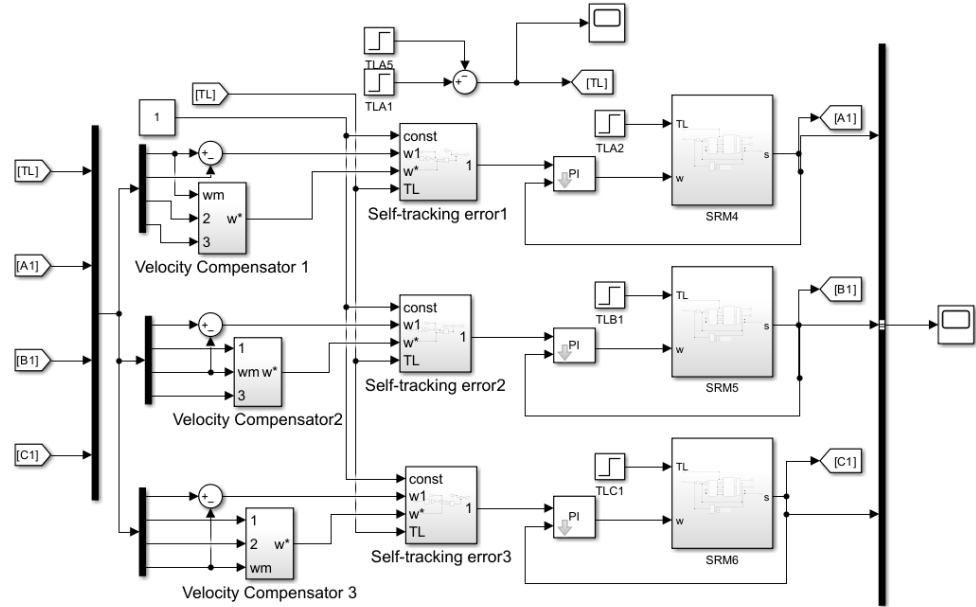 TLA5
TLA1
[TL]
[TL]
1
[TL]
[A1]
[B1]
[C1]
wm
2
3
w*
Velocity Compensator 1
const
w1
w*
TL
1
Self-tracking error1
PI
TLA2
TL
w
s
SRM4
[A1]
1
wm
3
w*
Velocity Compensator2
const
w1
w*
TL
1
Self-tracking error2
PI
TLB1
TL
w
s
SRM5
[B1]
1
2
wm
w*
Velocity Compensator 3
const
w1
w*
TL
1
Self-tracking error3
PI
TLC1
TL
w
s
SRM6
[C1]